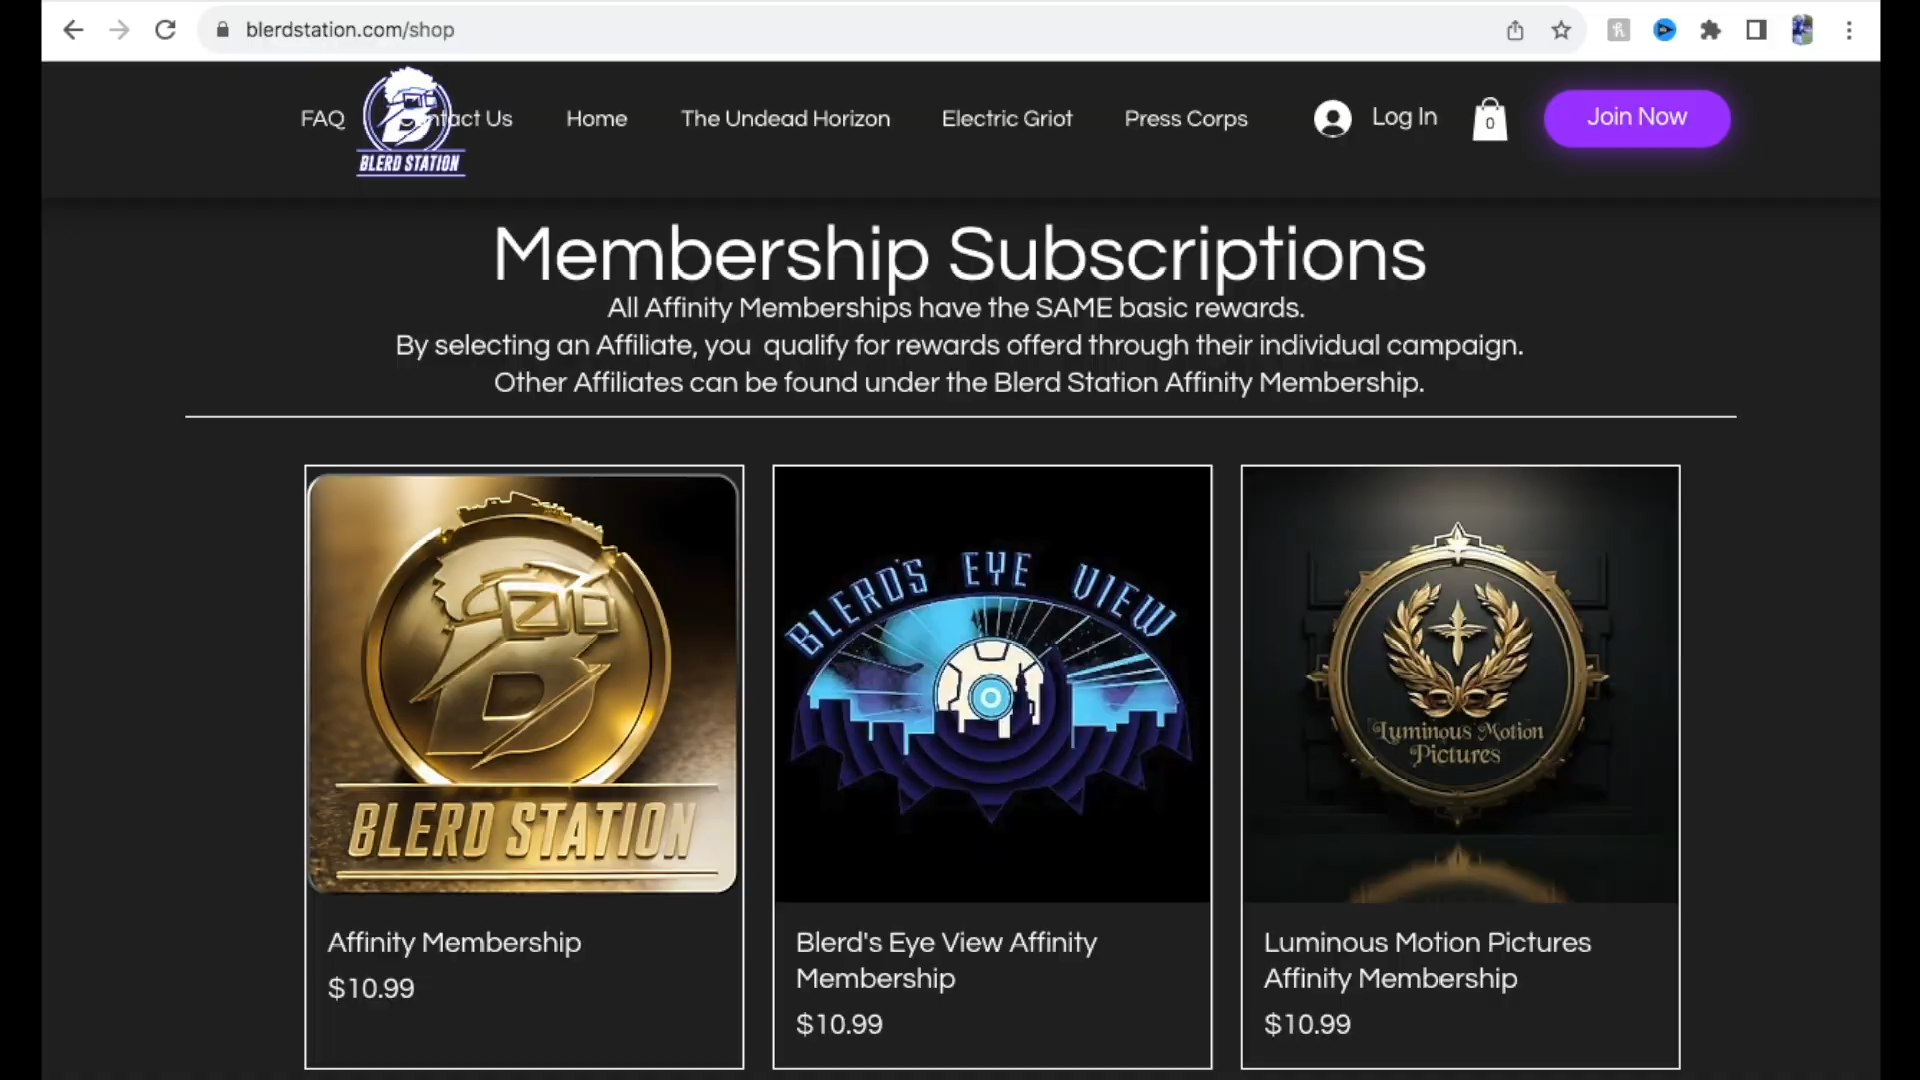 blerdstation.com/shop
FAQ
ntact Us
Home
The Undead Horizon
Electric Griot
Press Corps
Log In
0
Join Now
BLERD STATION
Membership Subscriptions
All Affinity Memberships have the SAME basic rewards.
By selecting an Affiliate, you qualify for rewards offerd through their individual campaign.
Other Affiliates can be found under the Blerd Station Affinity Membership.
B
BLERD STATION
BLERD'S EYE VIEW
Luminous Motion
Pictures
Affinity Membership
$10.99
Blerd's Eye View Affinity
Membership
$10.99
Luminous Motion Pictures
Affinity Membership
$10.99